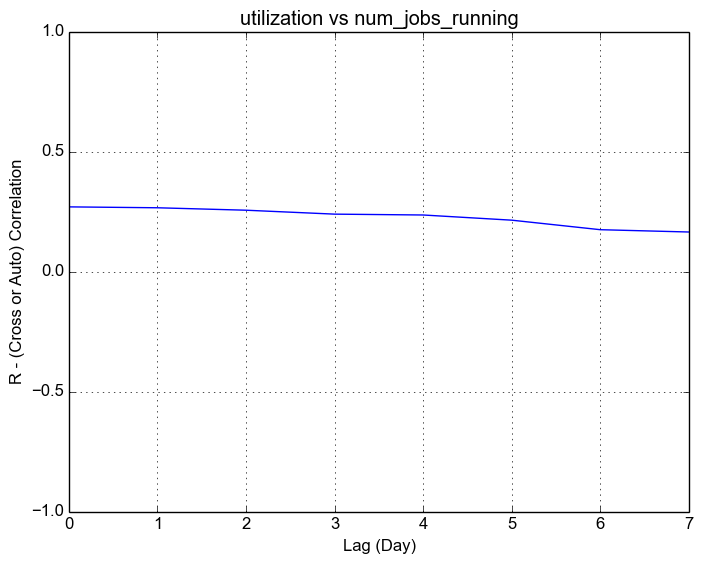 utilization vs num_jobs_running
1.0
0.5
0.0
−0.5
−1.0
R - (Cross or Auto) Correlation
0 1 2 3 4 5 6 7
Lag (Day)